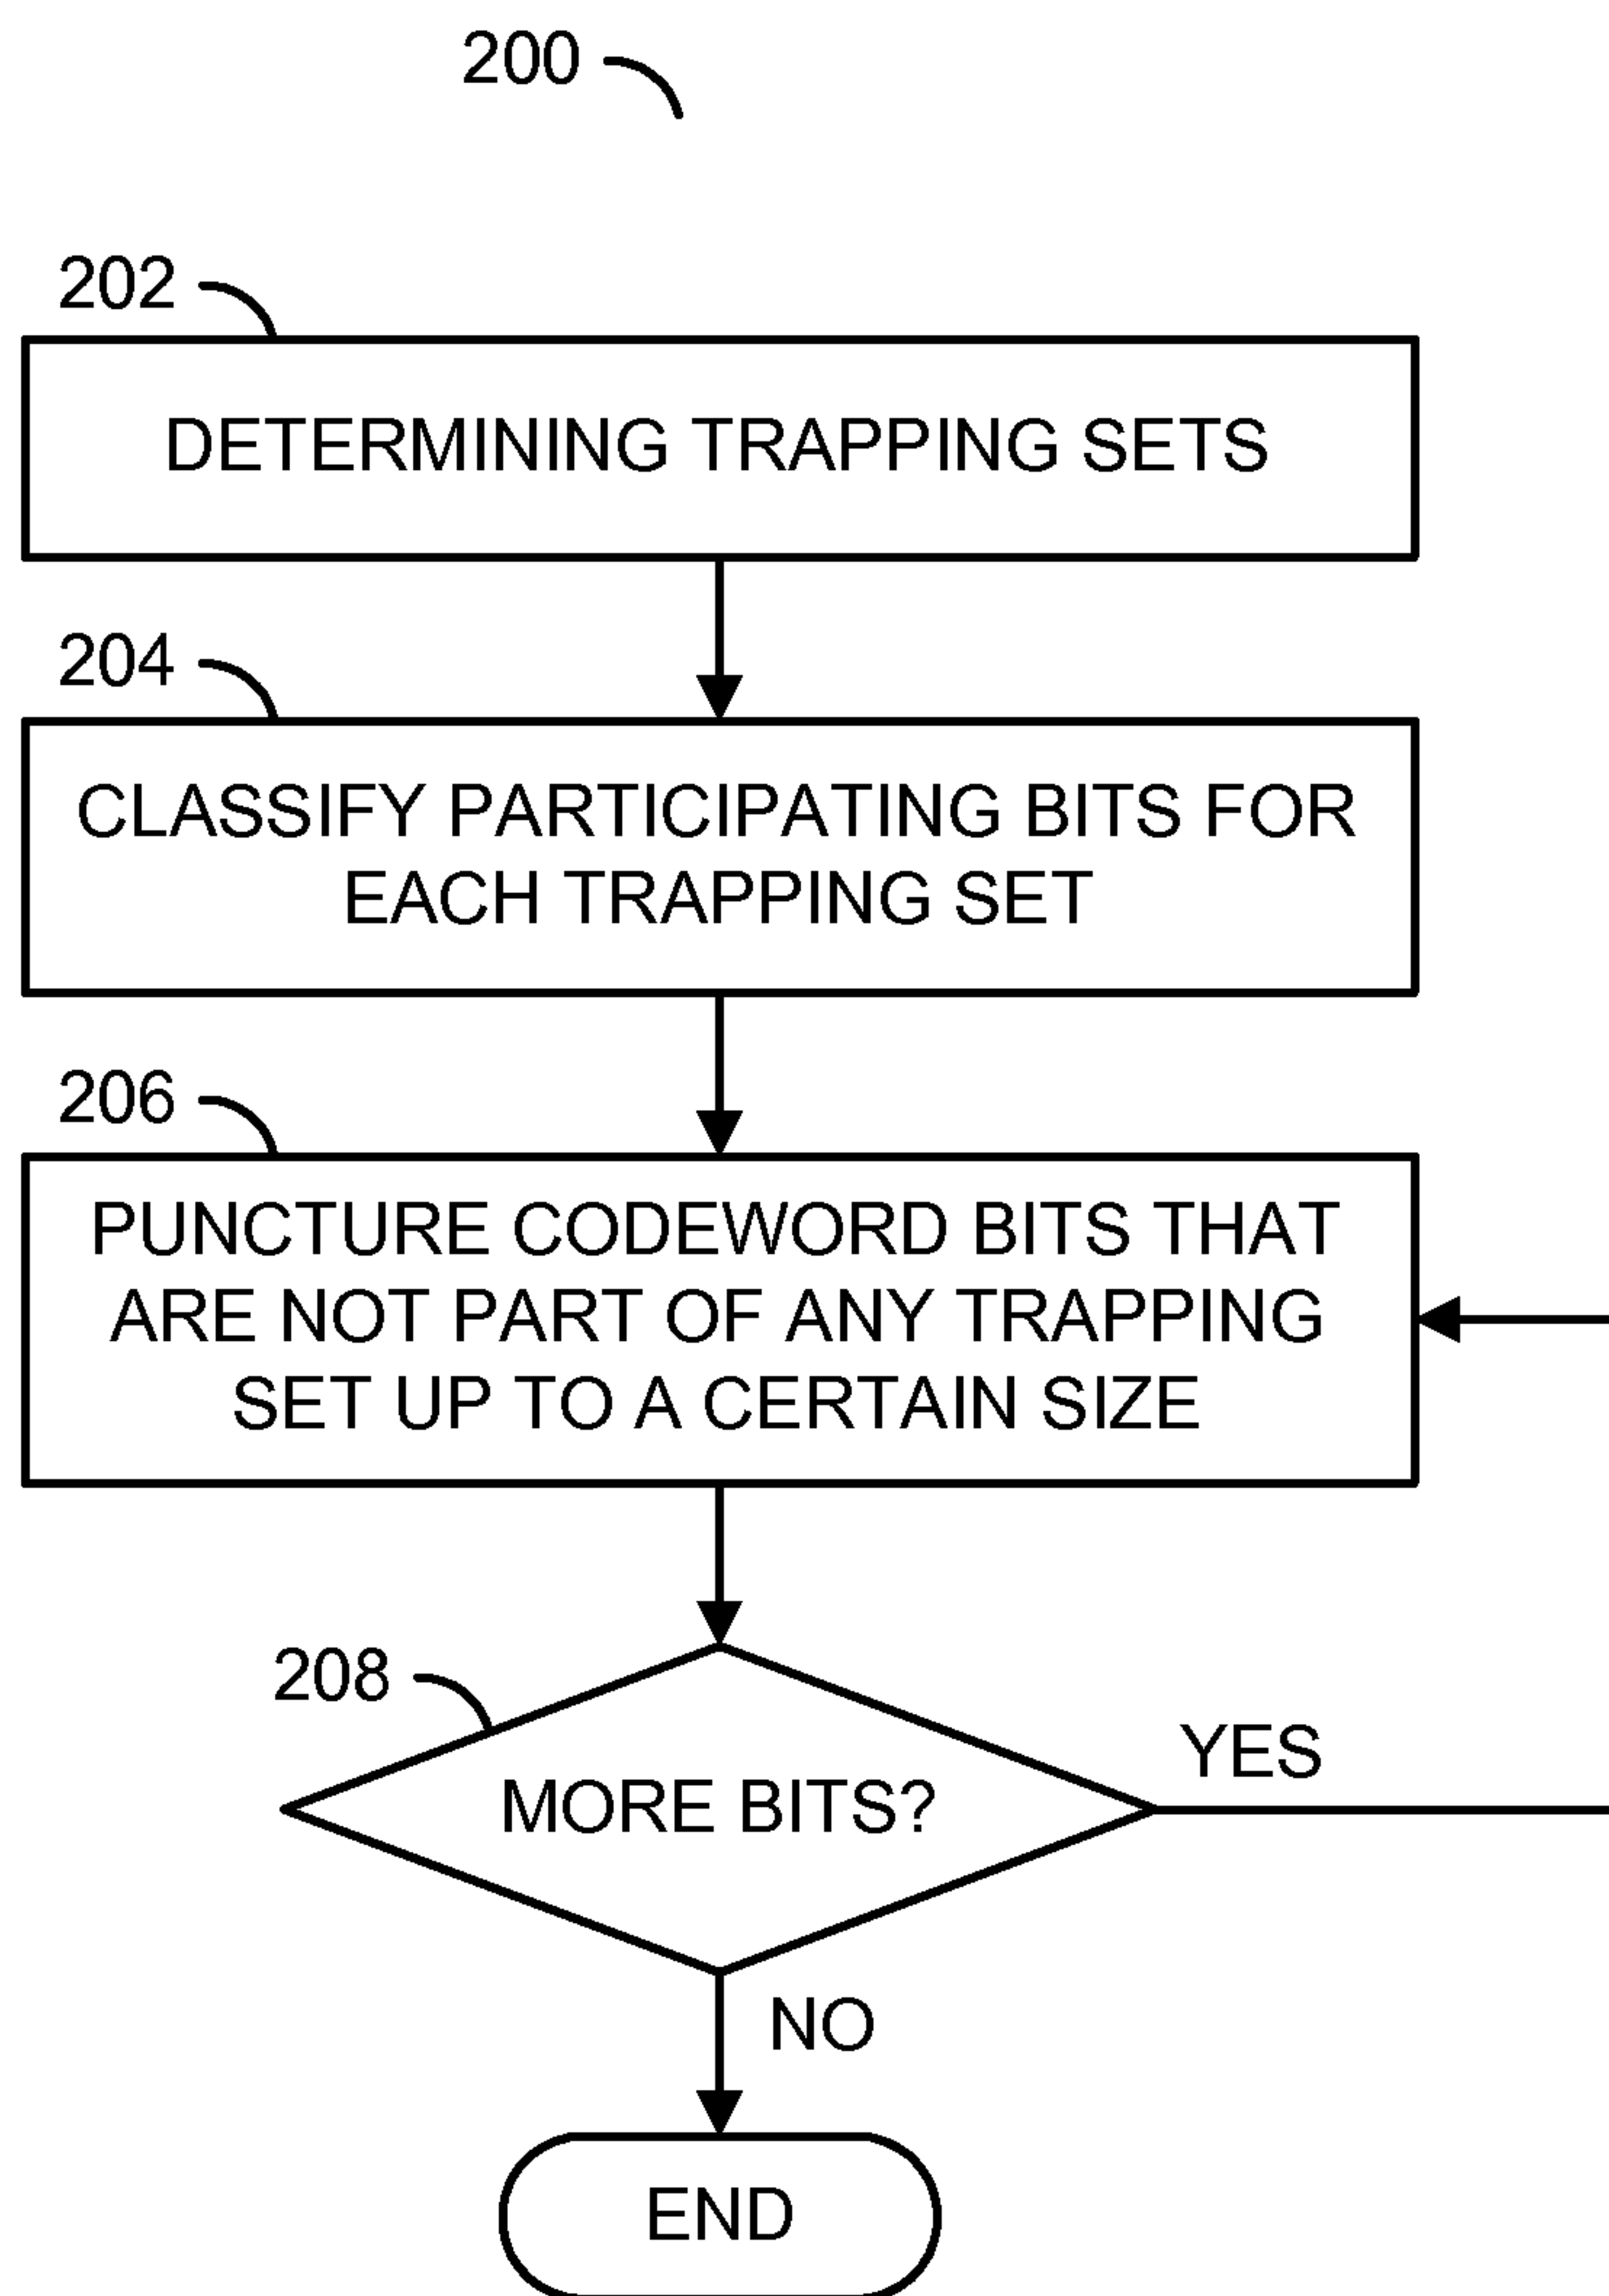 200
202
DETERMINING TRAPPING SETS
204
CLASSIFY PARTICIPATING BITS FOR
EACH TRAPPING SET
206
PUNCTURE CODEWORD BITS THAT
ARE NOT PART OF ANY TRAPPING
SET UP TO A CERTAIN SIZE
208
MORE BITS?
YES
NO
END